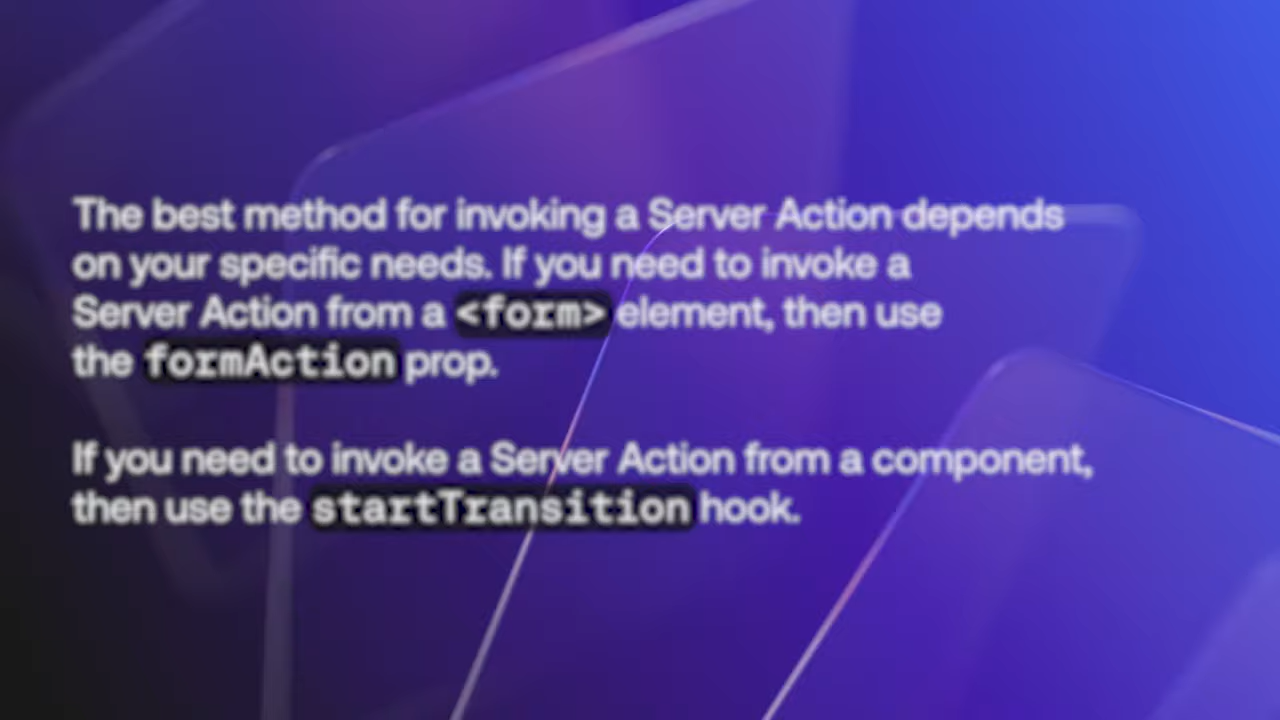 The best method for invoking a Server Action depends
on your specific needs. If you need to invoke a
Server Action from a <form> element, then use
the formAction prop.
If you need to invoke a Server Action from a component,
then use the startTransition hook.